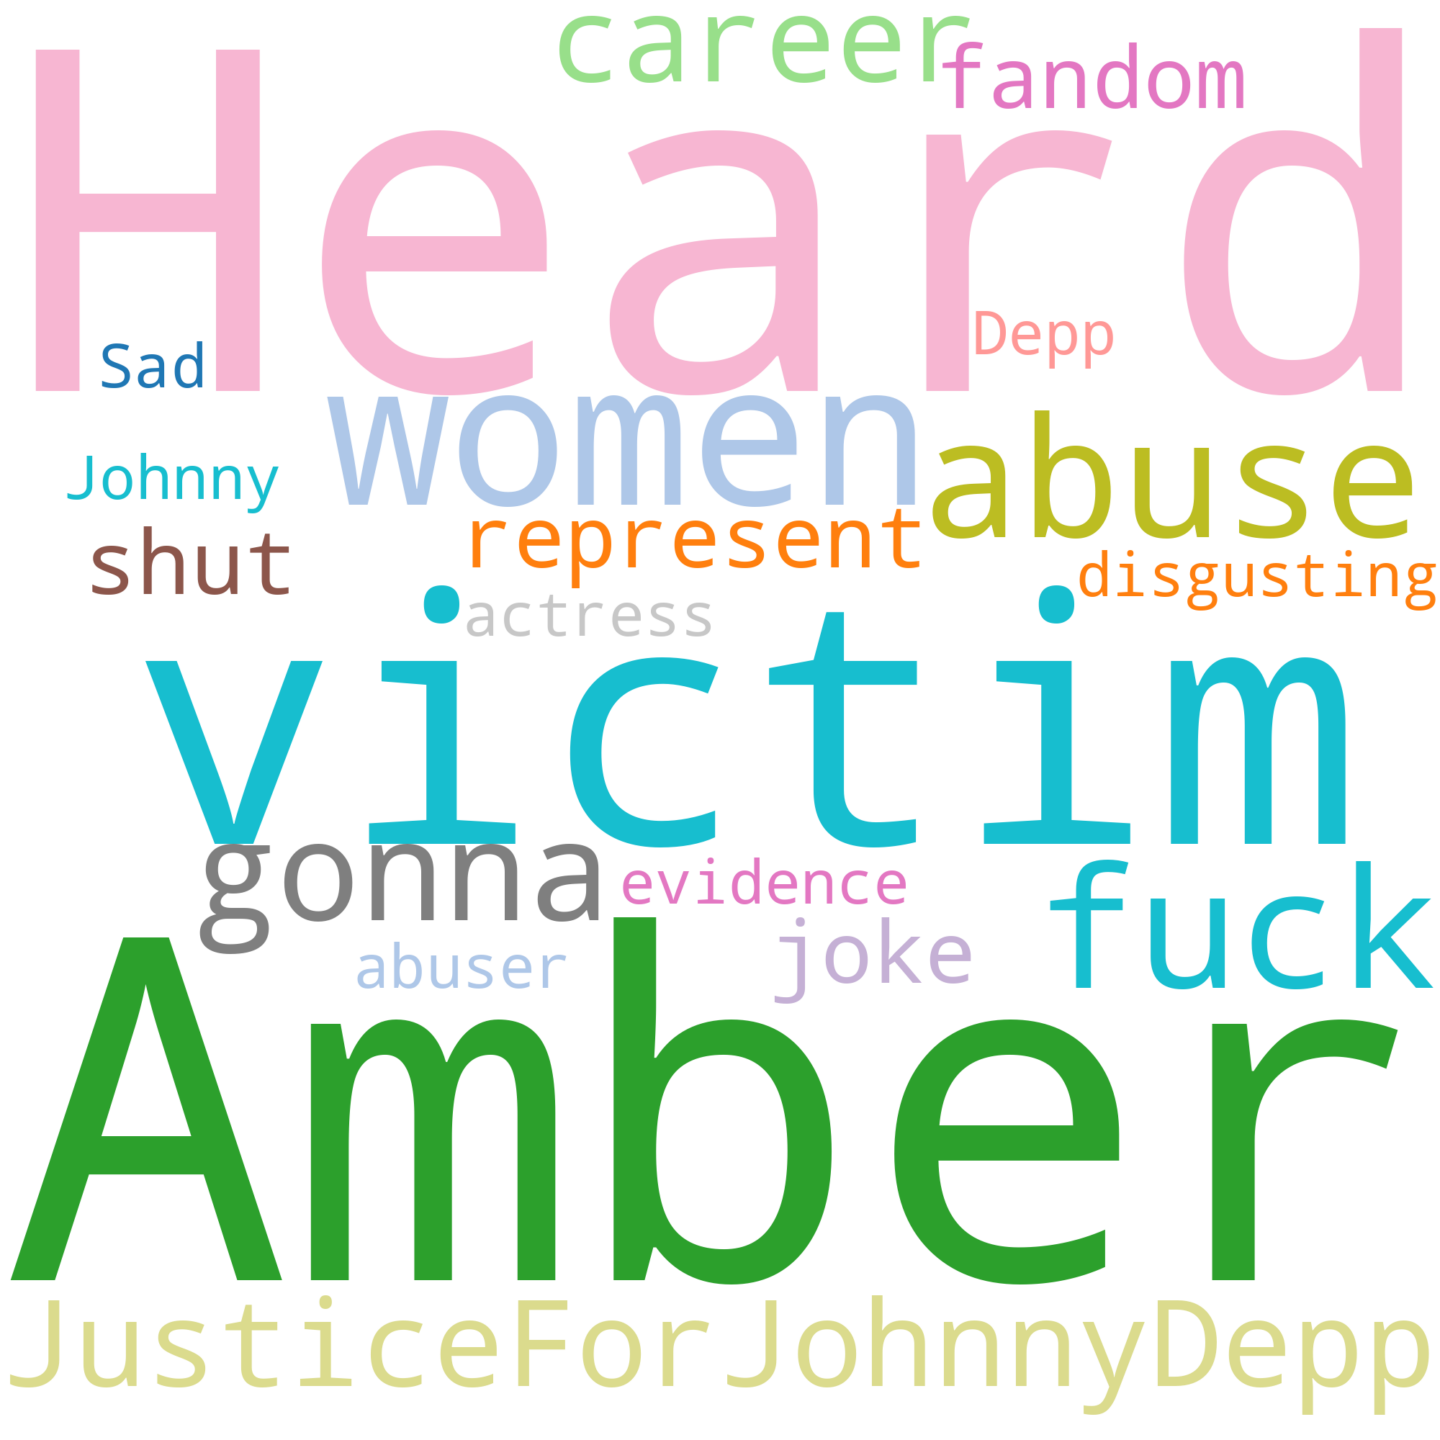 career
fandom
Heard
Depp
Sad
women
abuse
Johnny
represent
shut
disgusting
actress
victim
gonna
evidence
fuck
joke
abuser
Amber
JusticeForJohnnyDepp